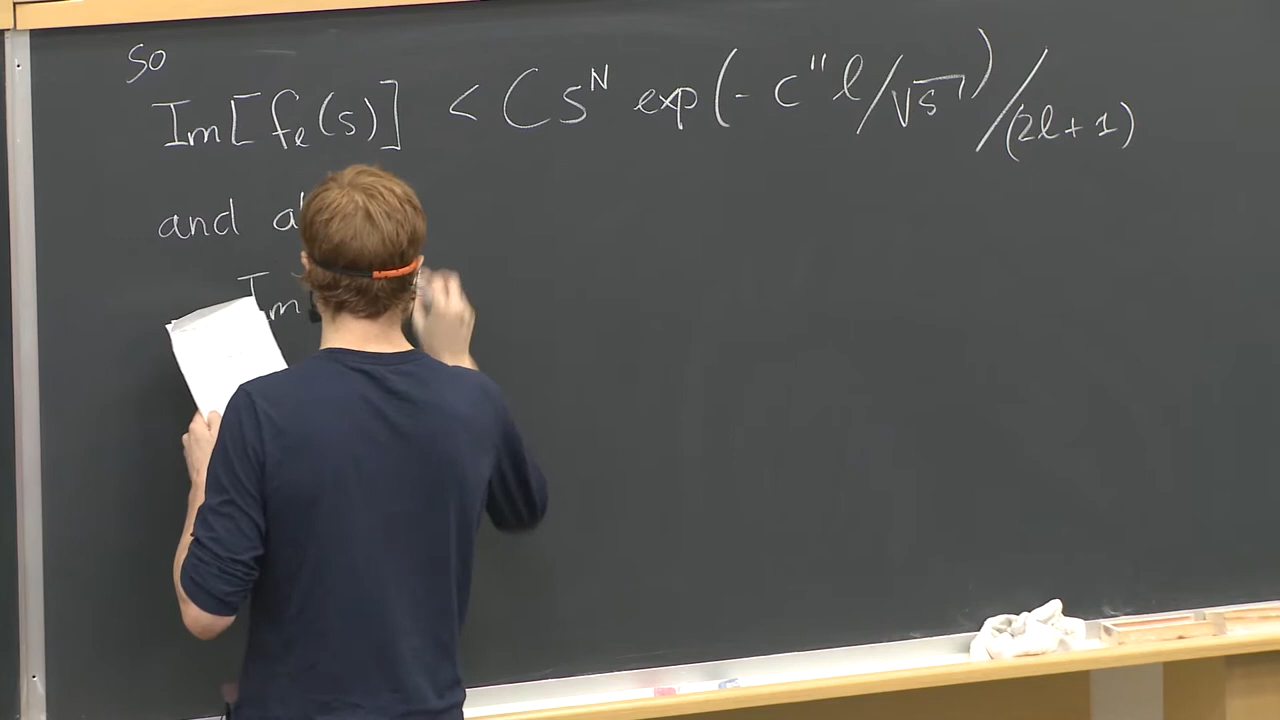 so
Im[f_ℓ(s)] < C s^N exp(- c'' ℓ/√s) / (2ℓ + 1)
and
Im